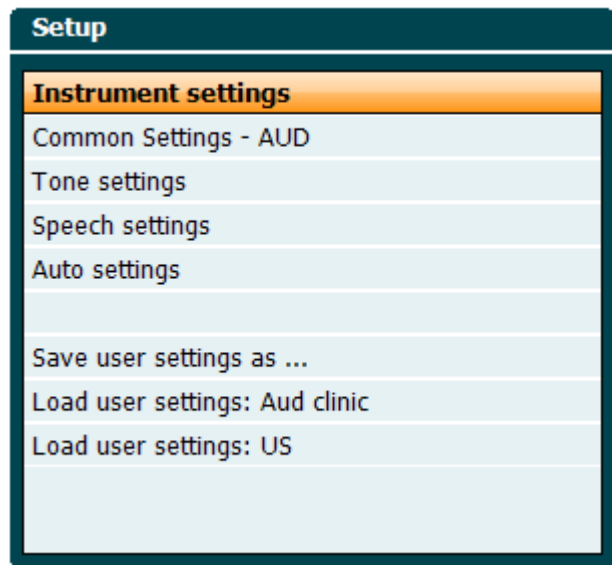 Setup
Instrument settings
Common Settings - AUD
Tone settings
Speech settings
Auto settings
Save user settings as ...
Load user settings: Aud clinic
Load user settings: US